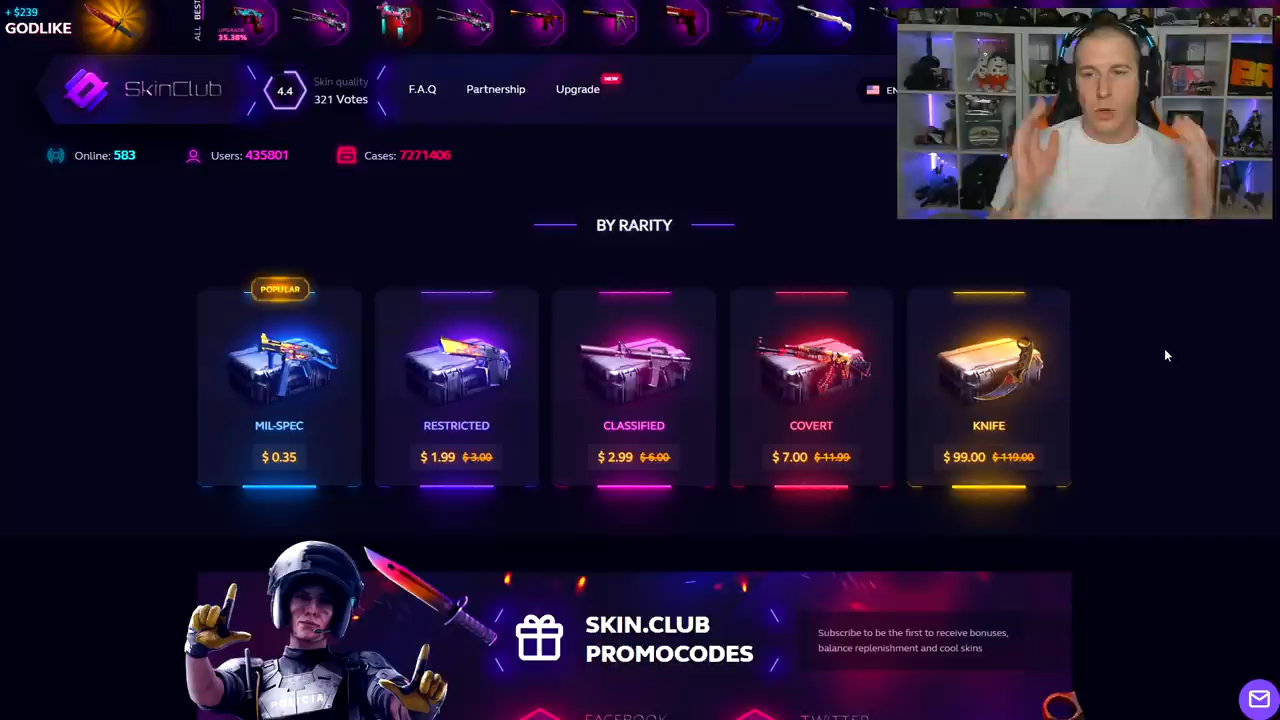 + $239
GODLIKE
ALL
BEST
UPGRADE
35.38%
SkinClub
4.4
Skin quality
321 Votes
F.A.Q
Partnership
Upgrade
NEW
EN
Online: 583
Users: 435801
Cases: 7271406
BY RARITY
POPULAR
MIL-SPEC
$ 0.35
RESTRICTED
$ 1.99 $ 3.00
CLASSIFIED
$ 2.99 $ 6.00
COVERT
$ 7.00 $ 11.99
KNIFE
$ 99.00 $ 119.00
POLICIA
SKIN.CLUB
PROMOCODES
Subscribe to be the first to receive bonuses,
balance replenishment and cool skins
FACEBOOK
TWITTER